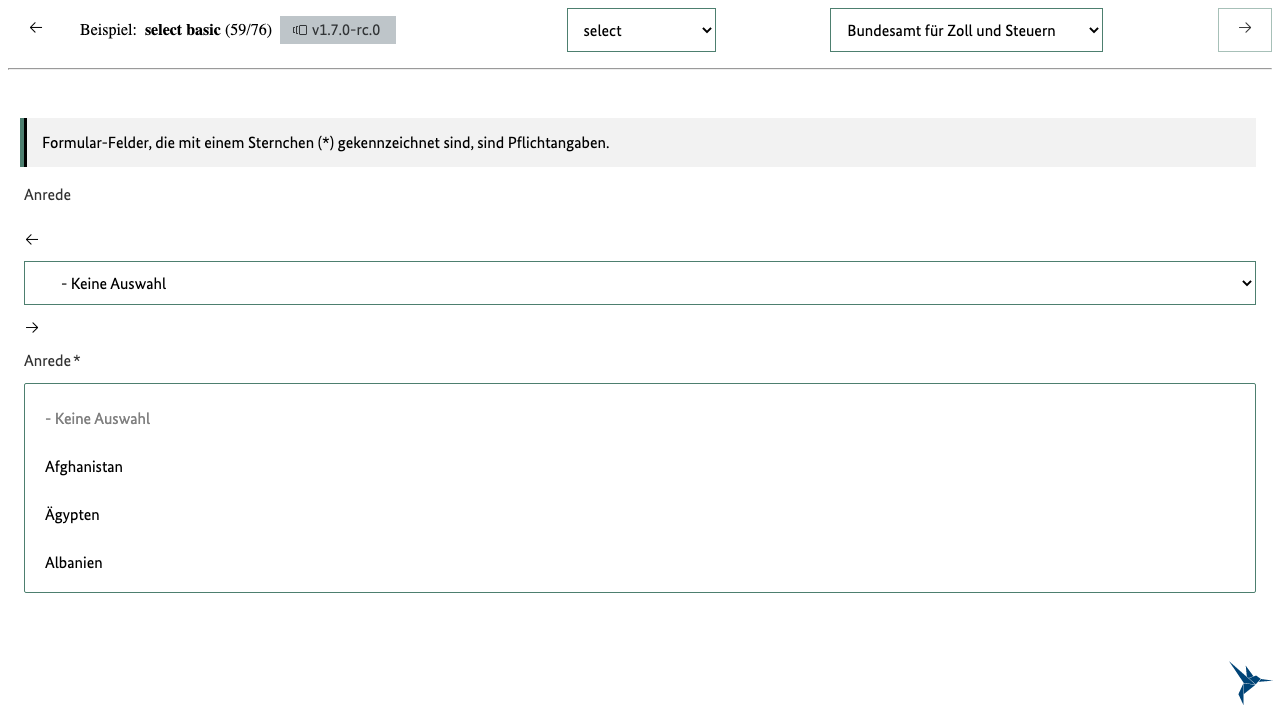 Beispiel: select basic (59/76) v1.7.0-rc.0 select Bundesamt für Zoll und Steuern
Formular-Felder, die mit einem Sternchen (*) gekennzeichnet sind, sind Pflichtangaben.
Anrede
- Keine Auswahl
Anrede *
- Keine Auswahl
Afghanistan
Ägypten
Albanien